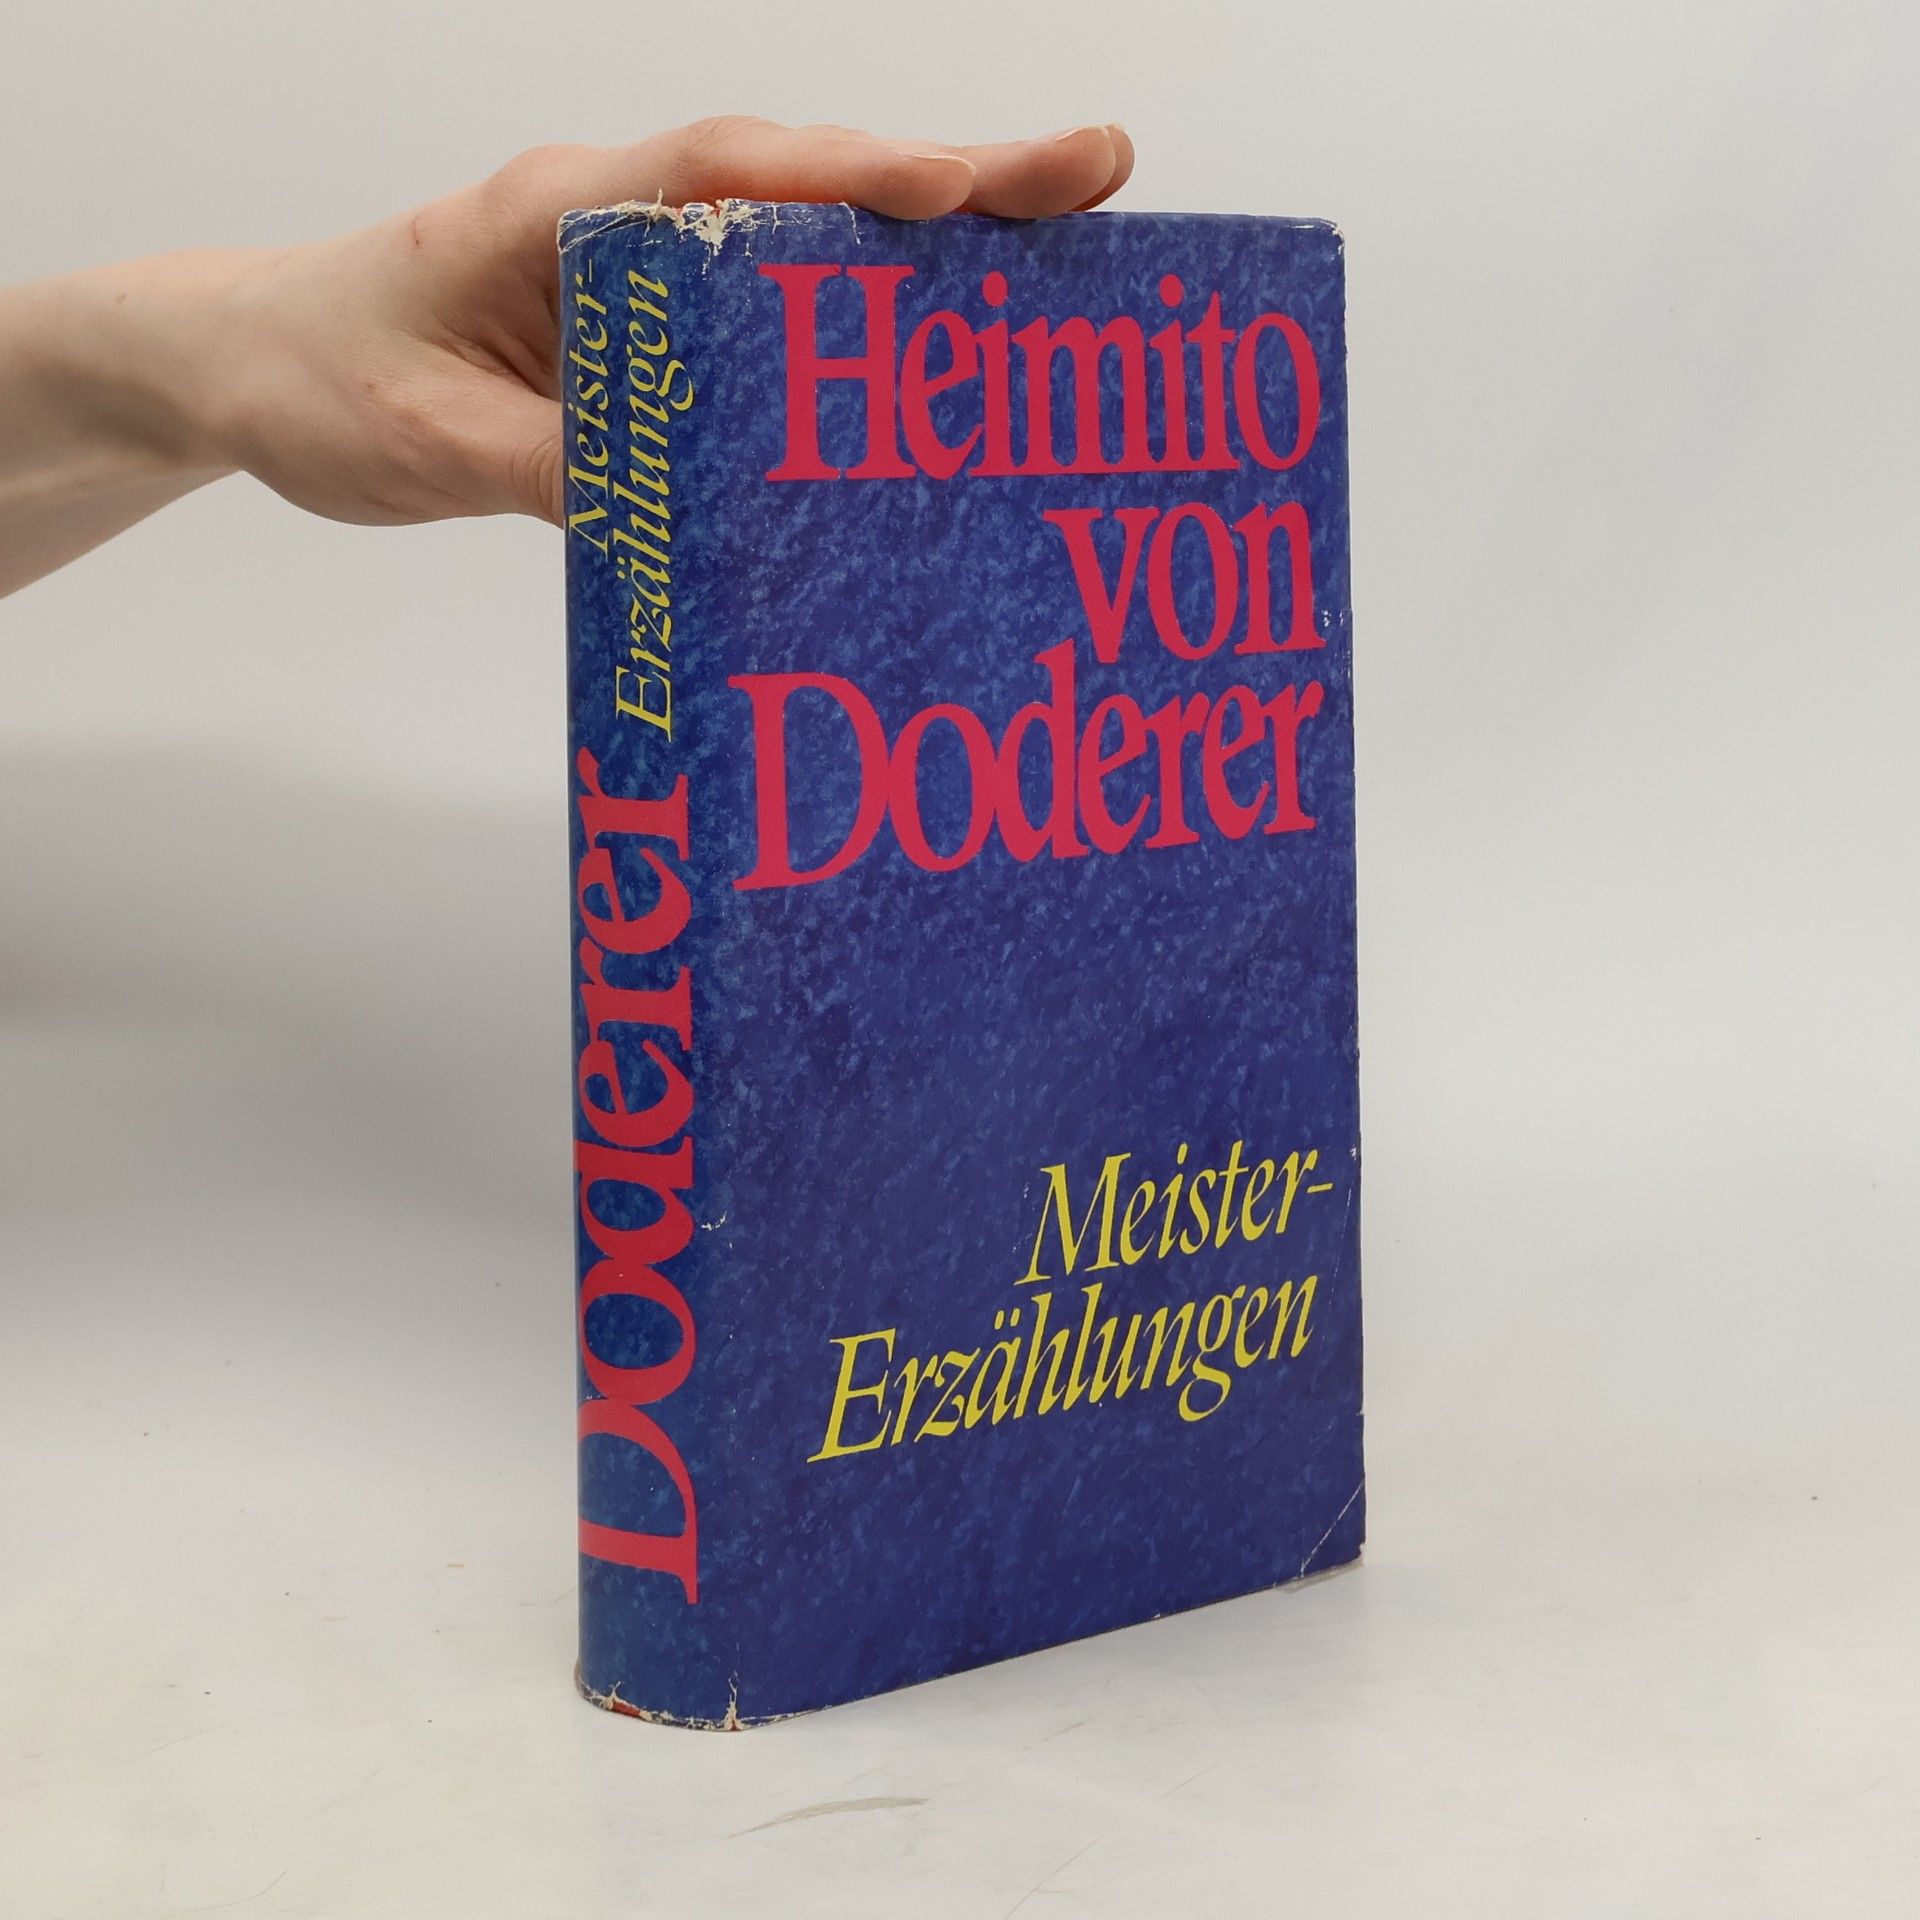 Meister-
Erzählungen
Doderer
Heimito
von
Doderer
Meister-
Erzählungen